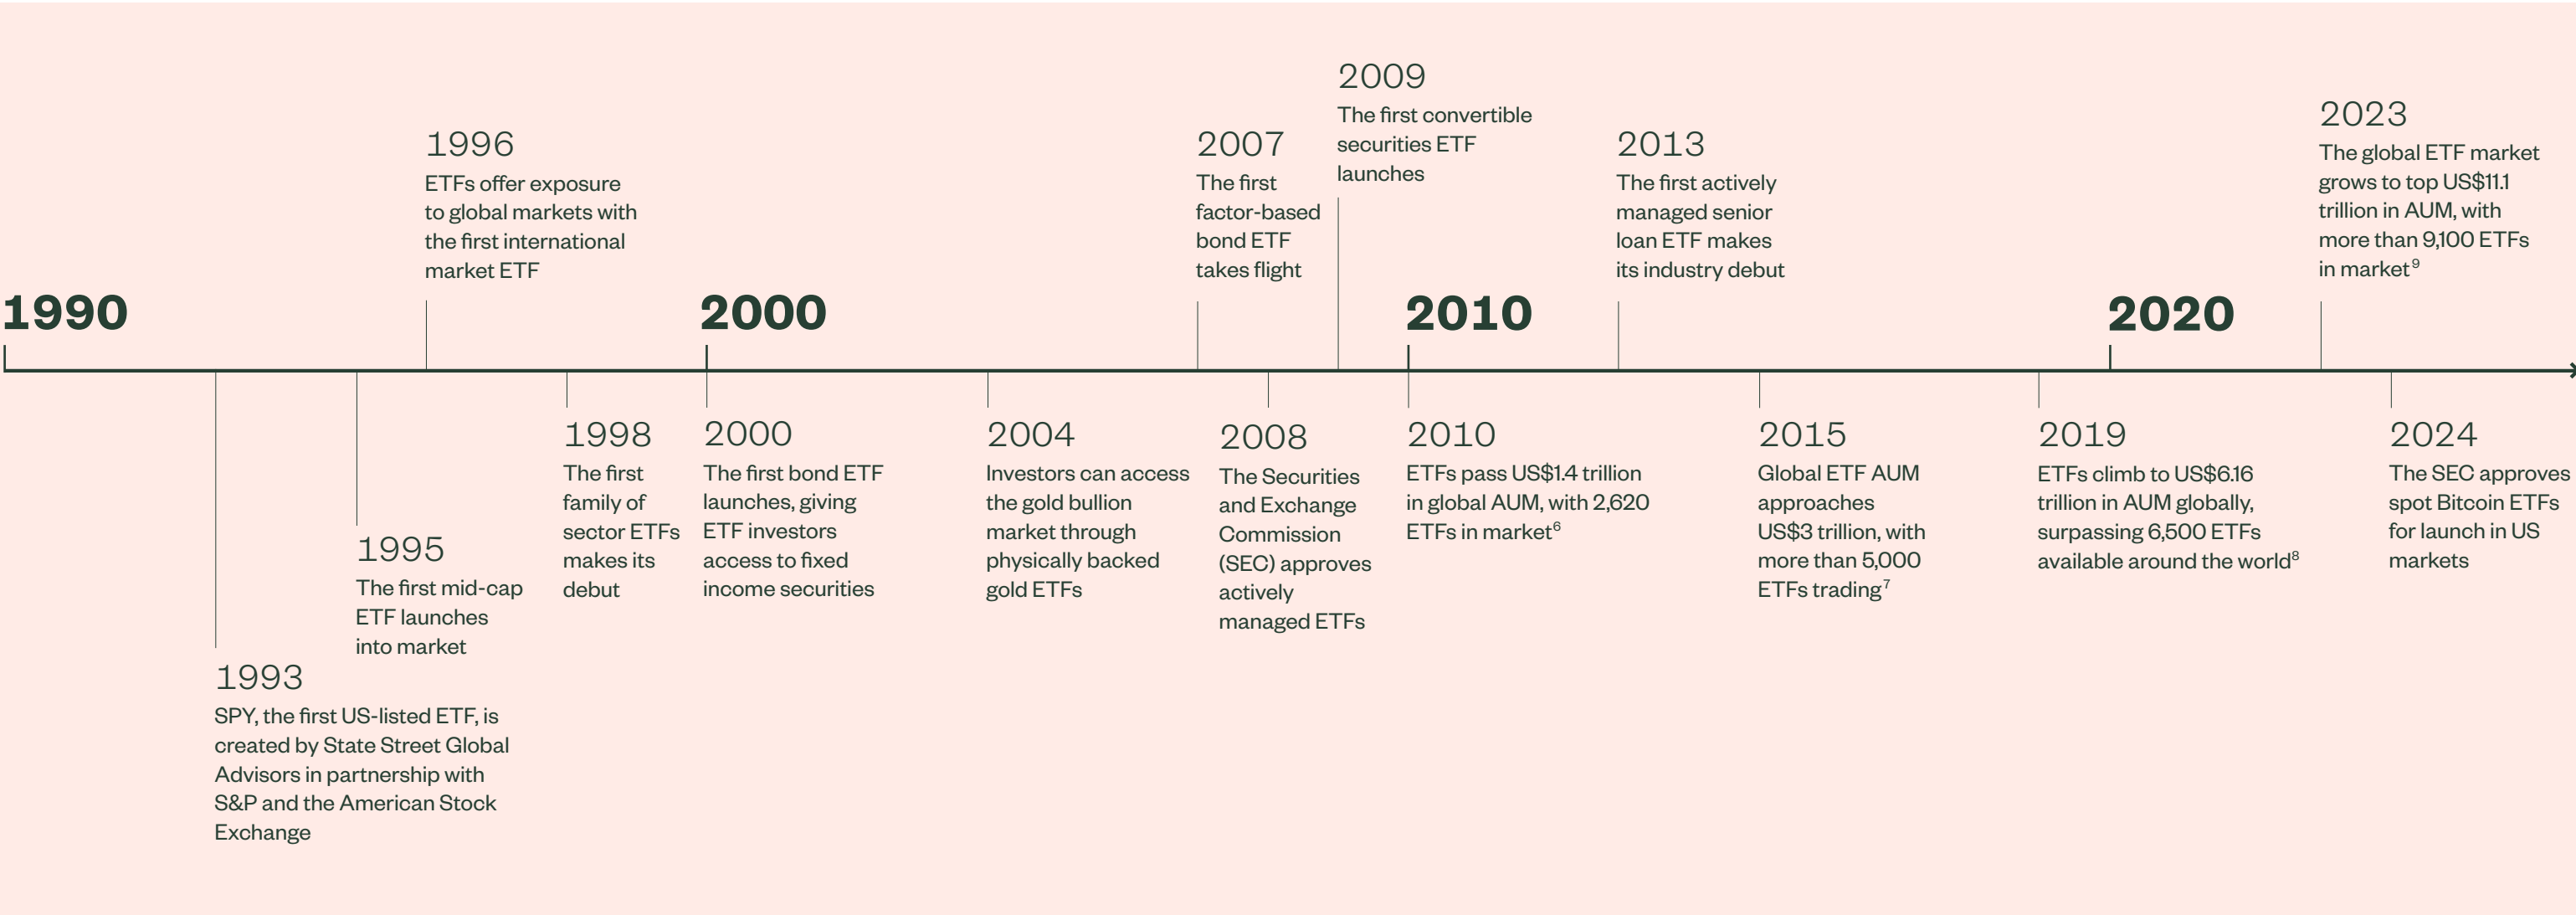 1990
1993
SPY, the first US-listed ETF, is
created by State Street Global
Advisors in partnership with
S&P and the American Stock
Exchange
1995
The first mid-cap
ETF launches
into market
1996
ETFs offer exposure
to global markets with
the first international
market ETF
1998
The first
family of
sector ETFs
makes its
debut
2000
2000
The first bond ETF
launches, giving
ETF investors
access to fixed
income securities
2004
Investors can access
the gold bullion
market through
physically backed
gold ETFs
2007
The first
factor-based
bond ETF
takes flight
2008
The Securities
and Exchange
Commission
(SEC) approves
actively
managed ETFs
2009
The first convertible
securities ETF
launches
2010
2010
ETFs pass US$1.4 trillion
in global AUM, with 2,620
ETFs in market⁶
2013
The first actively
managed senior
loan ETF makes
its industry debut
2015
Global ETF AUM
approaches
US$3 trillion, with
more than 5,000
ETFs trading⁷
2019
ETFs climb to US$6.16
trillion in AUM globally,
surpassing 6,500 ETFs
available around the world⁸
2020
2023
The global ETF market
grows to top US$11.1
trillion in AUM, with
more than 9,100 ETFs
in market⁹
2024
The SEC approves
spot Bitcoin ETFs
for launch in US
markets